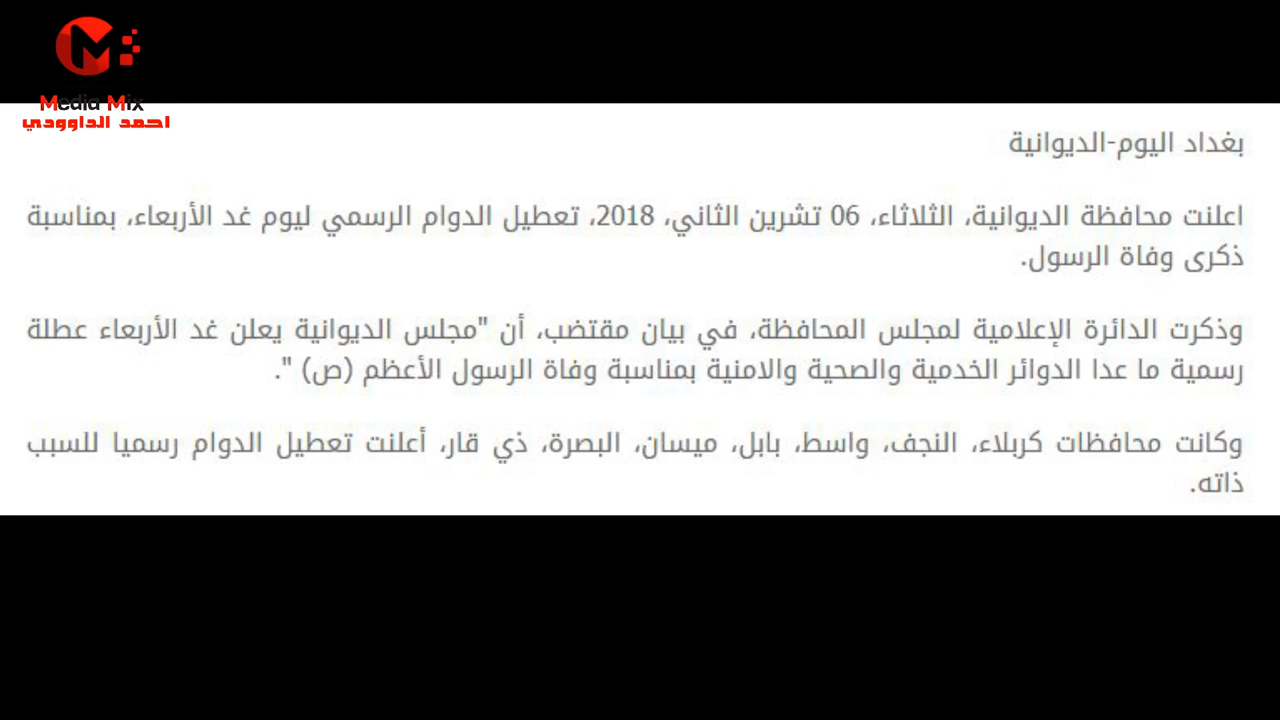 Media Mix
احمد الداوودي
بغداد اليوم-الديوانية
اعلنت محافظة الديوانية، الثلاثاء، 06 تشرين الثاني، 2018، تعطيل الدوام الرسمي ليوم غد الأربعاء، بمناسبة
ذكرى وفاة الرسول.
وذكرت الدائرة الإعلامية لمجلس المحافظة، في بيان مقتضب، أن "مجلس الديوانية يعلن غد الأربعاء عطلة
رسمية ما عدا الدوائر الخدمية والصحية والامنية بمناسبة وفاة الرسول الأعظم (ص) ".
وكانت محافظات كربلاء، النجف، واسط، بابل، ميسان، البصرة، ذي قار، أعلنت تعطيل الدوام رسميا للسبب
ذاته.